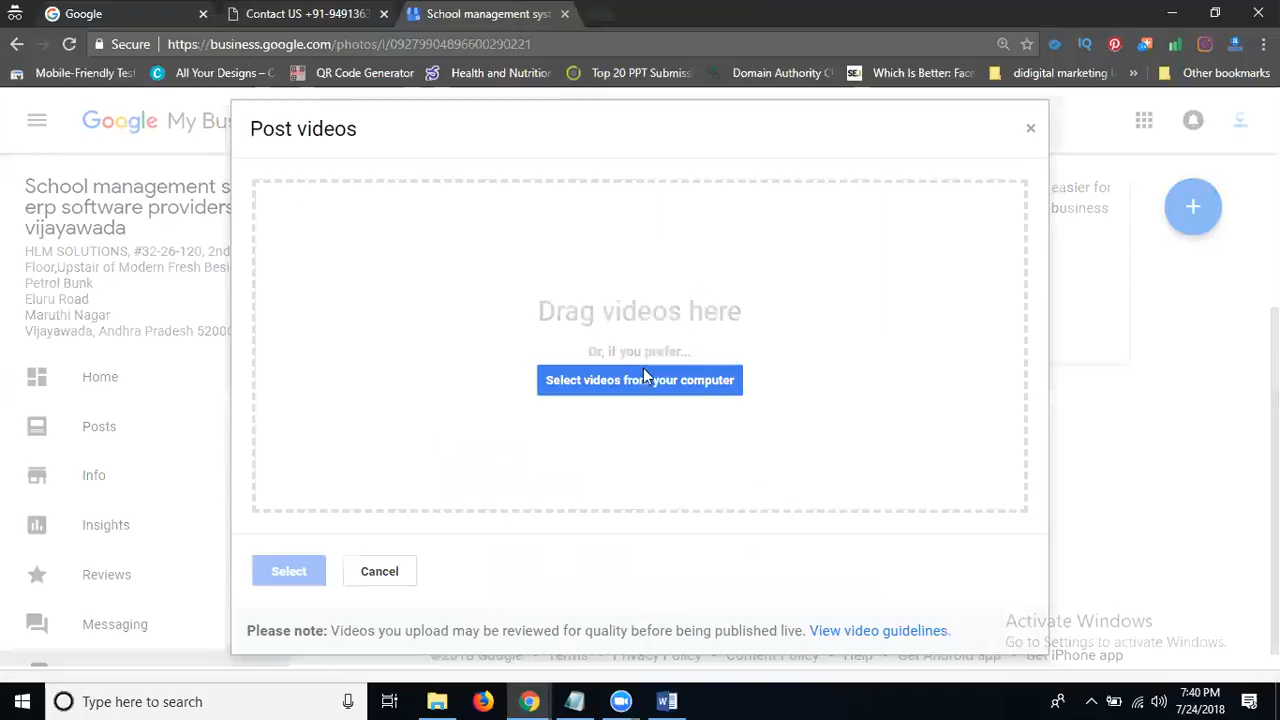 Google
Contact US +91-94913
School management syst
Secure
https://business.google.com/photos/l/09279904896600290221
Mobile-Friendly Test
All Your Designs – C
QR Code Generator
Health and Nutrition
Top 20 PPT Submiss
Domain Authority C
SEJ
Which Is Better: Face
didigital marketing
Other bookmarks
Google My Bu
Post videos
School management s
erp software providers
vijayawada
HLM SOLUTIONS, #32-26-120, 2nd
Floor,Upstair of Modern Fresh Besi
Petrol Bunk
Eluru Road
Maruthi Nagar
Vijayawada, Andhra Pradesh 52000
easier for
business
Drag videos here
Or, if you prefer...
Select videos from your computer
Home
Posts
Info
Insights
Reviews
Messaging
Select
Cancel
Please note: Videos you upload may be reviewed for quality before being published live. View video guidelines.
Activate Windows
Go to Settings to activate Windows.
©2018 Google Terms Privacy Policy Content Policy Help Get Android app Get iPhone app
Type here to search
7:40 PM
7/24/2018